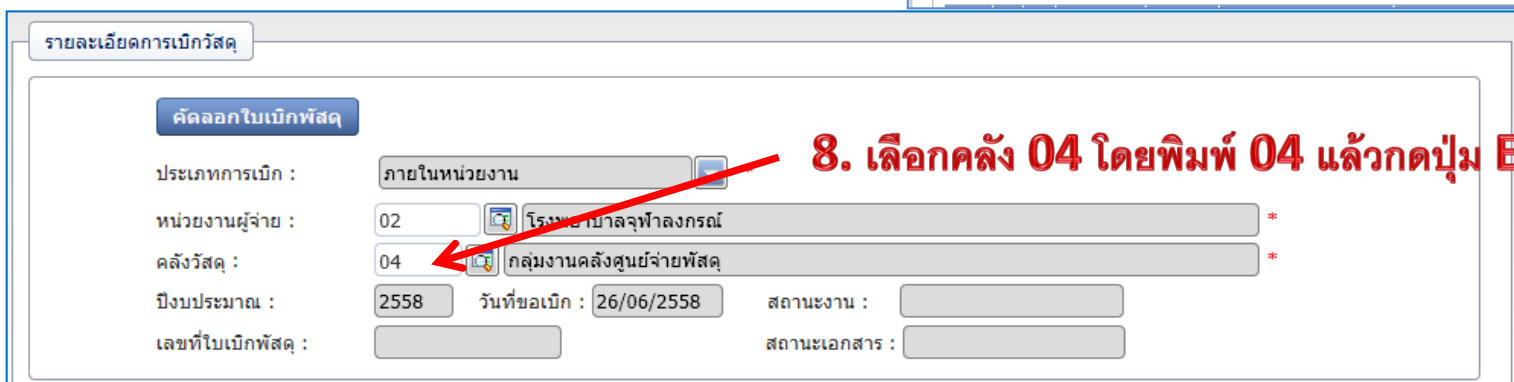 รายละเอียดการเบิกวัสดุ
คัดลอกใบเบิกพัสดุ
8. เลือกคลัง 04 โดยพิมพ์ 04 แล้วกดปุ่ม E
ประเภทการเบิก : ภายในหน่วยงาน *
หน่วยงานผู้จ่าย : 02 โรงพยาบาลจุฬาลงกรณ์ *
คลังวัสดุ : 04 กลุ่มงานคลังศูนย์จ่ายพัสดุ *
ปีงบประมาณ : 2558 วันที่ขอเบิก : 26/06/2558 สถานะงาน :
เลขที่ใบเบิกพัสดุ : สถานะเอกสาร :